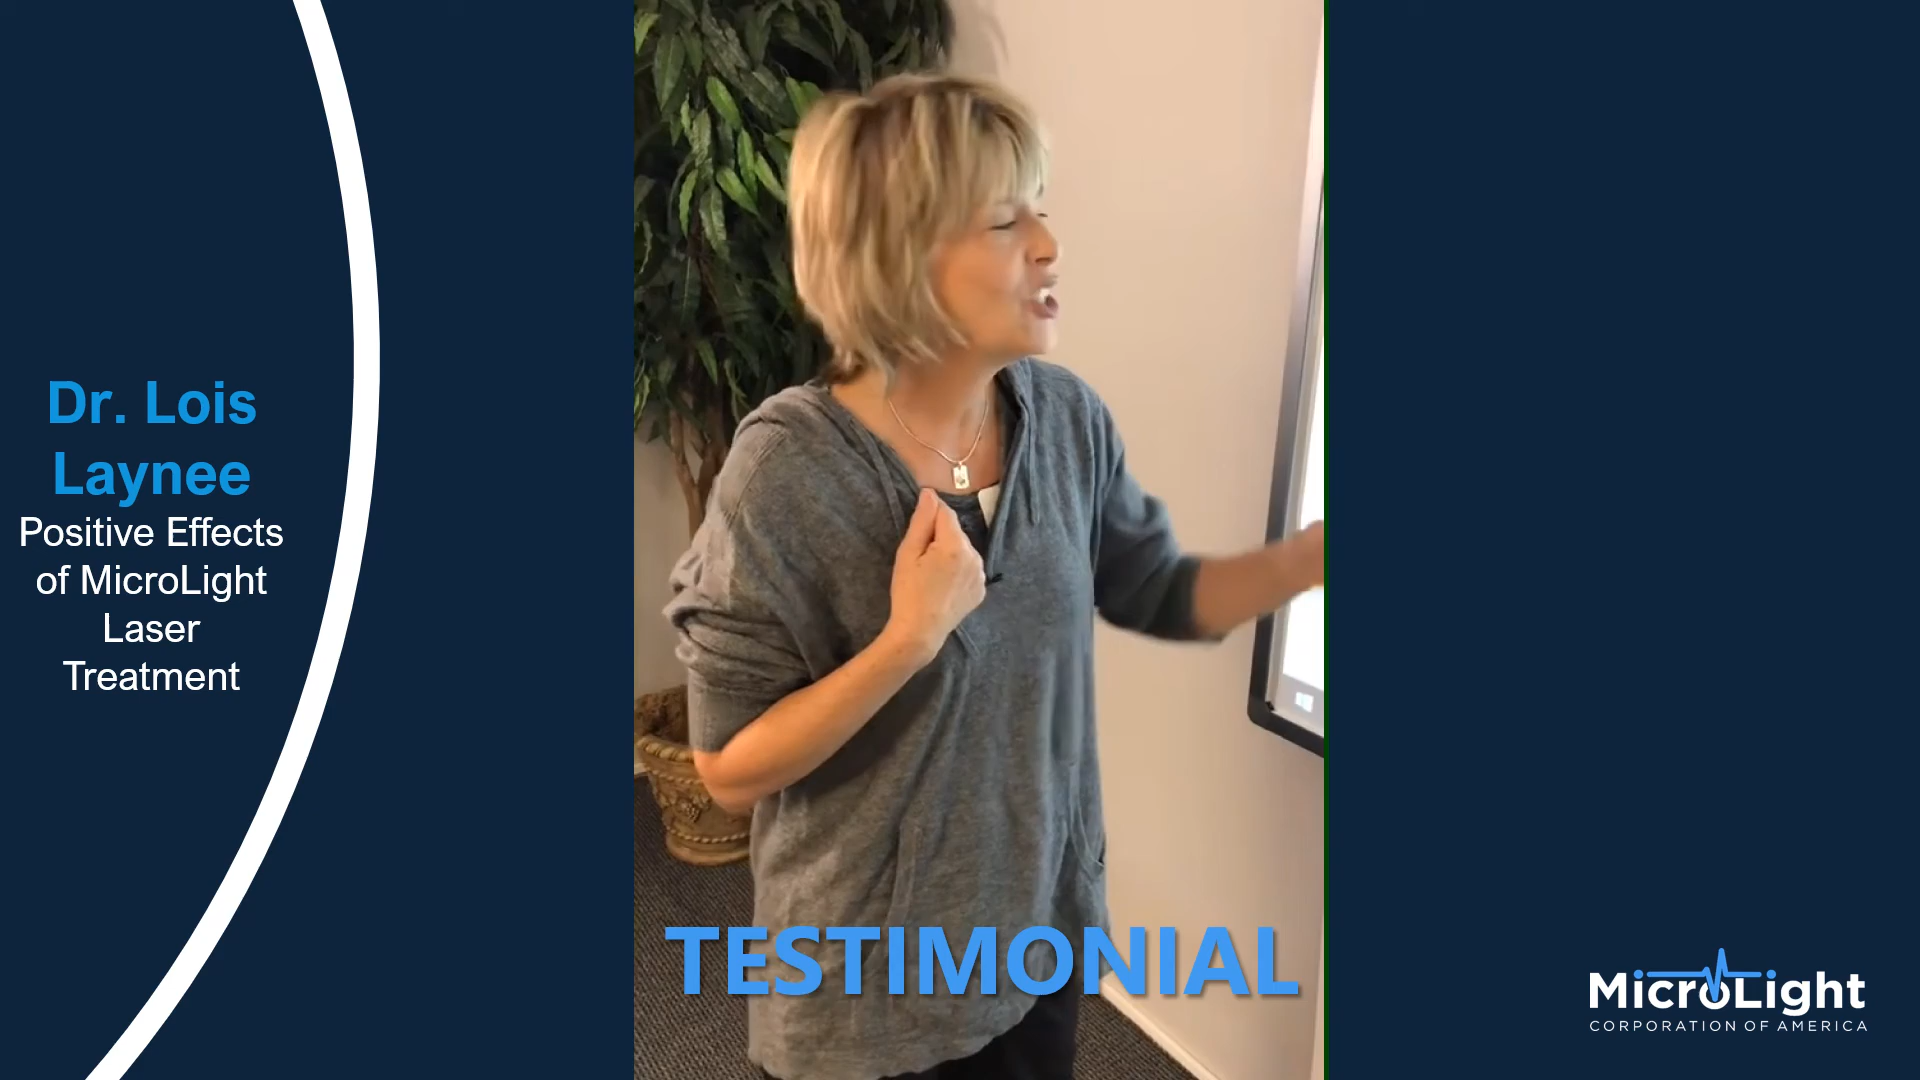 Dr. Lois
Laynee
Positive Effects
of MicroLight
Laser
Treatment
TESTIMONIAL
MicroLight
CORPORATION OF AMERICA